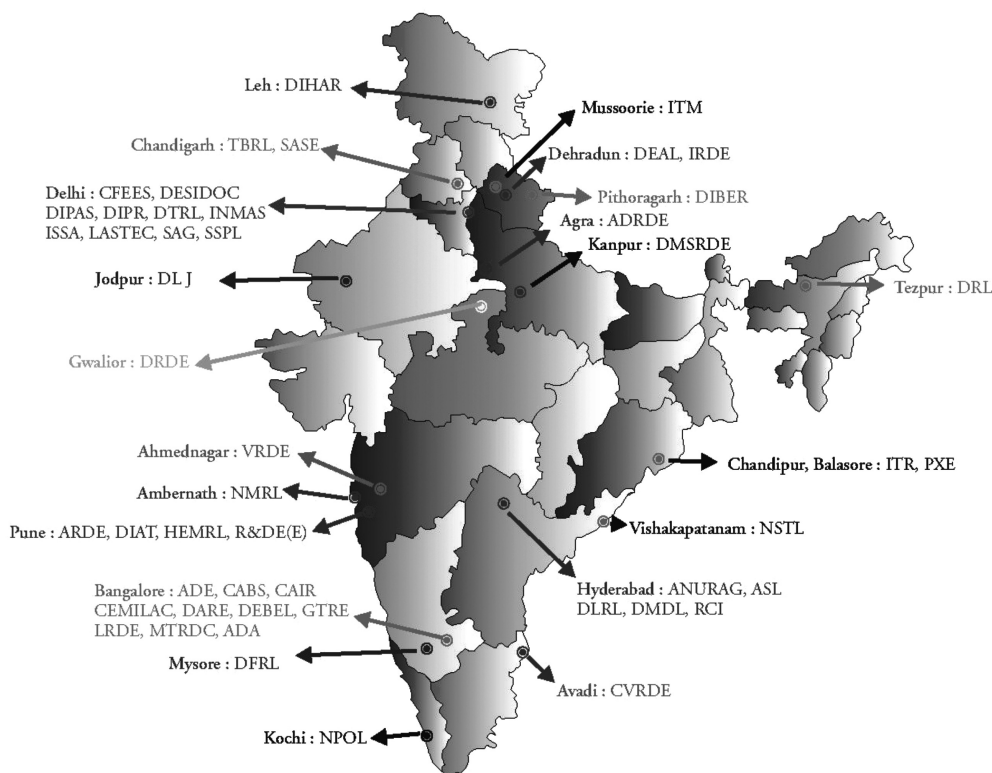 Leh : DIHAR
Mussoorie : ITM
Chandigarh : TBRL, SASE
Dehradun : DEAL, IRDE
Delhi : CFEES, DESIDOC
DIPAS, DIPR, DTRL, INMAS
ISSA, LASTEC, SAG, SSPL
Pithoragarh : DIBER
Agra : ADRDE
Kanpur : DMSRDE
Jodpur : DL J
Tezpur : DRL
Gwalior : DRDE
Ahmednagar : VRDE
Chandipur, Balasore : ITR, PXE
Ambernath : NMRL
Pune : ARDE, DIAT, HEMRL, R&DE(E)
Vishakapatanam : NSTL
Bangalore : ADE, CABS, CAIR
CEMILAC, DARE, DEBEL, GTRE
LRDE, MTRDC, ADA
Hyderabad : ANURAG, ASL
DLRL, DMDL, RCI
Mysore : DFRL
Avadi : CVRDE
Kochi : NPOL